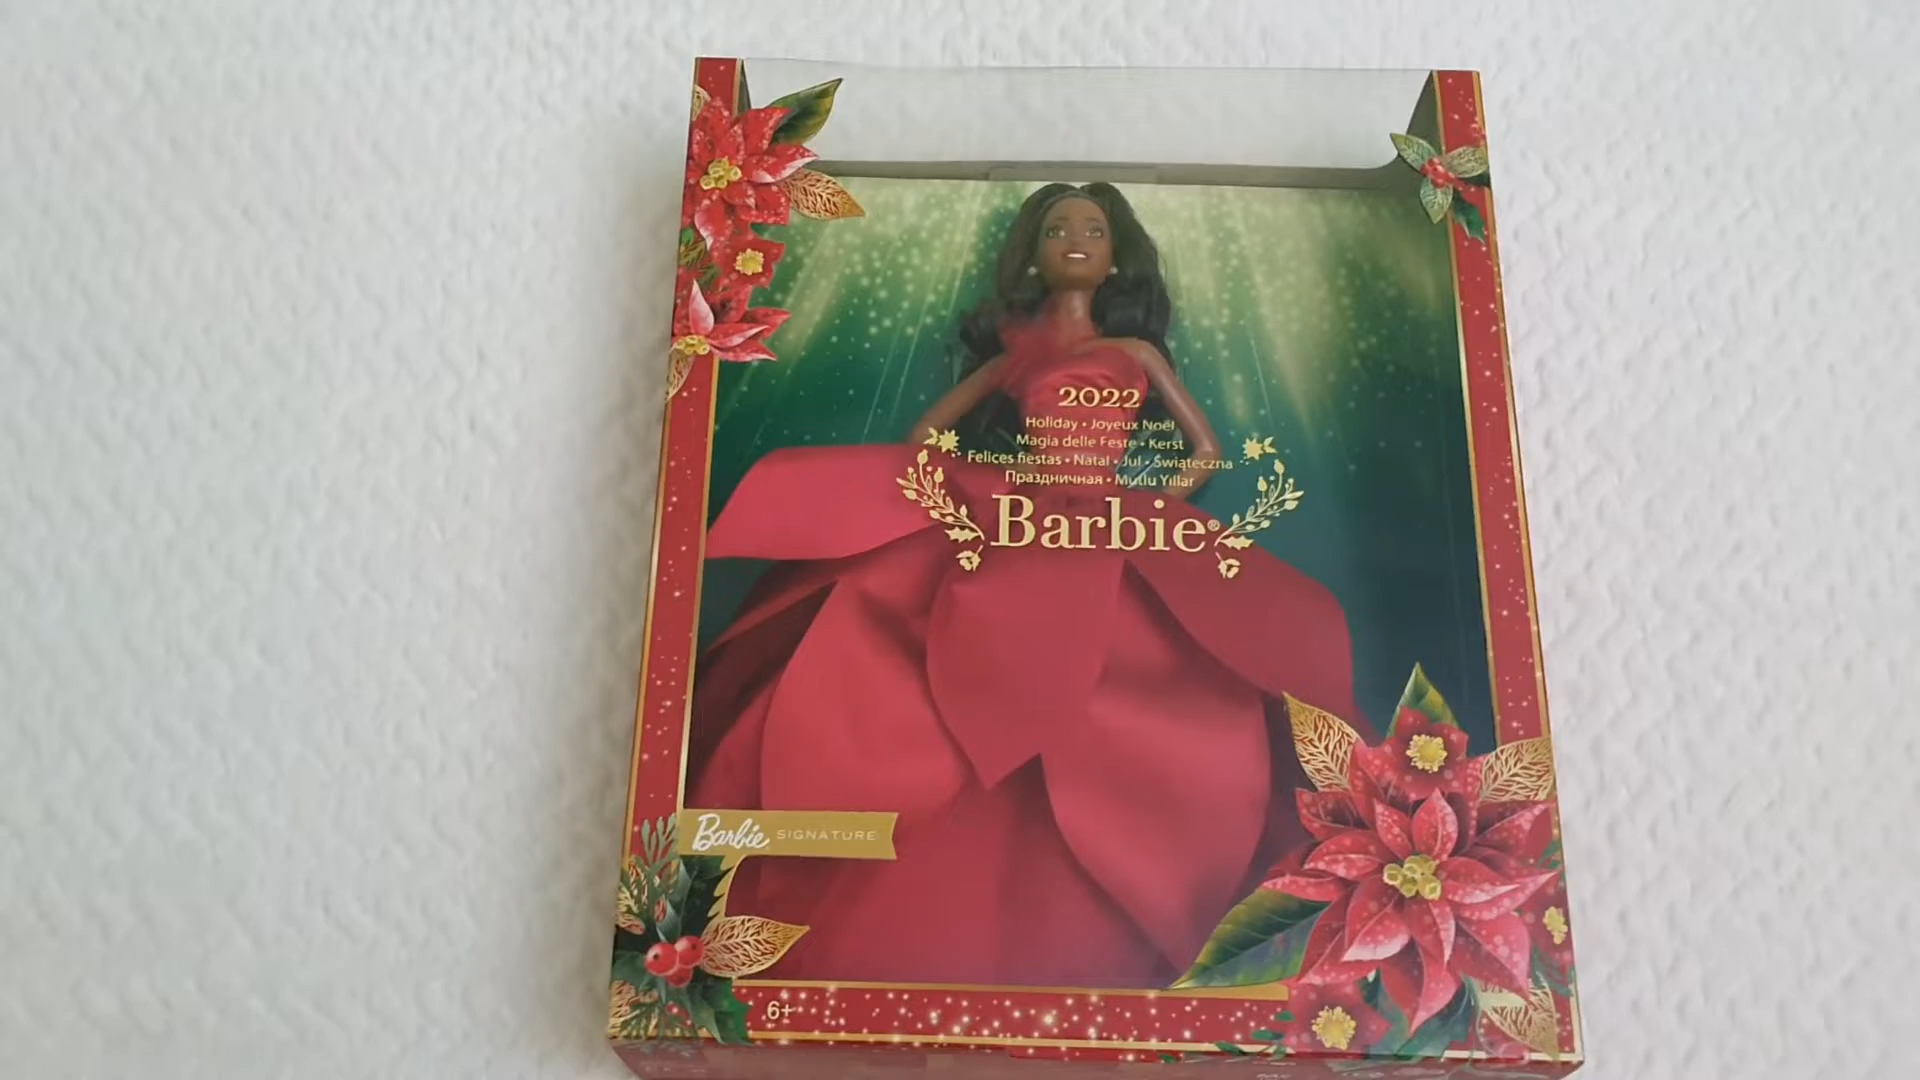 2022
Holiday • Joyeux Noël
Magia delle Feste • Kerst
Felices fiestas • Natal • Jul • Świąteczna
Праздничная • Mutlu Yıllar
Barbie®
Barbie SIGNATURE
6+